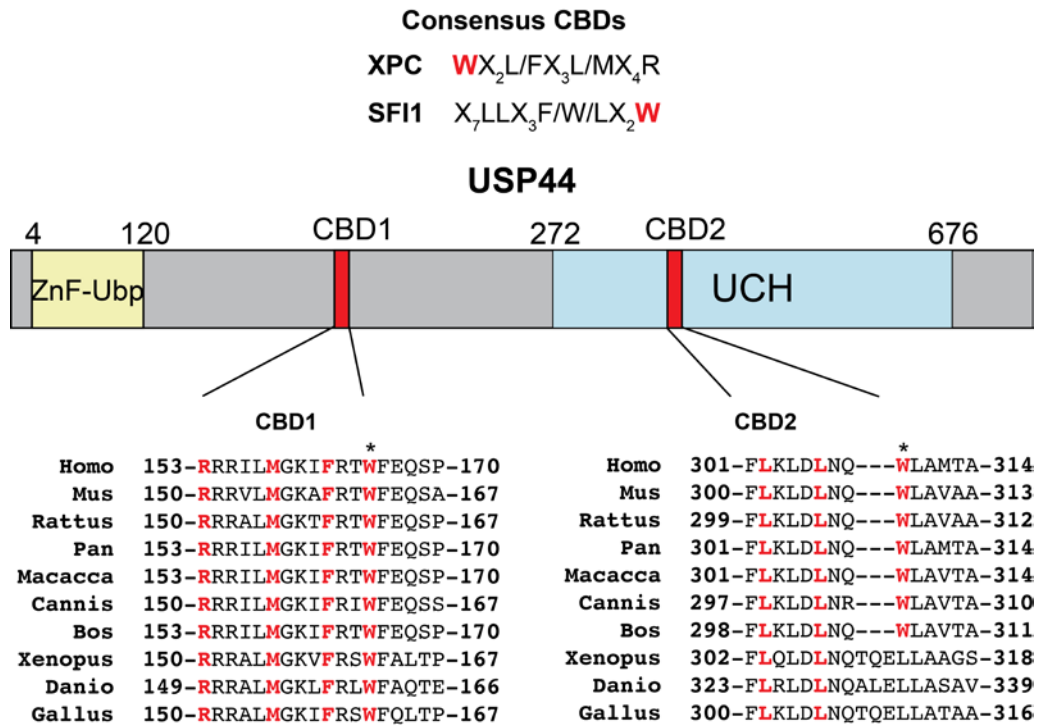 Consensus CBDs
XPC WX₂L/FX₃L/MX₄R
SFI1 X₇LLX₃F/W/LX₂W
USP44
4 120 CBD1 272 CBD2 676
ZnF-Ubp UCH
CBD1
*
Homo 153-RRRILMGKIFRTWFEQSP-170
Mus 150-RRRVLMGKAFRTWFEQSA-167
Rattus 150-RRRALMGKTFRTWFEQSP-167
Pan 153-RRRILMGKIFRTWFEQSP-170
Macacca 153-RRRILMGKIFRTWFEQSP-170
Cannis 150-RRRILMGKIFRIWFEQSS-167
Bos 153-RRRILMGKIFRTWFEQSP-170
Xenopus 150-RRRALMGKVFRSWFALTP-167
Danio 149-RRRALMGKLFRLWFAQTE-166
Gallus 150-RRRALMGKIFRSWFQLTP-167
CBD2
*
Homo 301-FLKLDLNQ---WLAMTA-314
Mus 300-FLKLDLNQ---WLAVAA-313
Rattus 299-FLKLDLNQ---WLAVAA-312
Pan 301-FLKLDLNQ---WLAMTA-314
Macacca 301-FLKLDLNQ---WLAVTA-314
Cannis 297-FLKLDLNR---WLAVTA-310
Bos 298-FLKLDLNQ---WLAVTA-311
Xenopus 302-FLQLDLNQTQELLAAGS-318
Danio 323-FLRLDLNQALELLASAV-339
Gallus 300-FLKLDLNQTQELLATAA-316